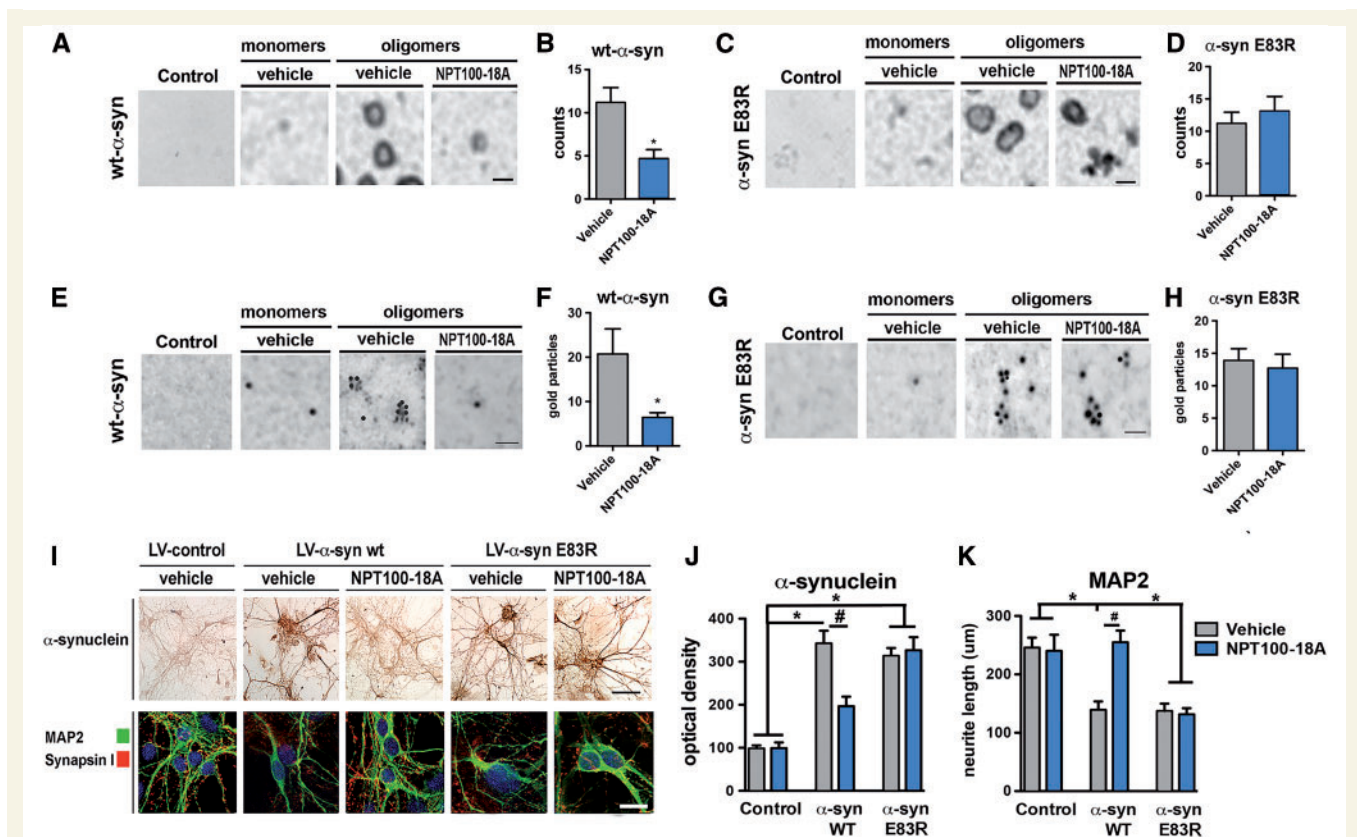 A
monomers
oligomers
Control
vehicle
vehicle
NPT100-18A
wt-α-syn
B
wt-α-syn
counts
15
10
5
0
*
Vehicle
NPT100-18A
C
monomers
oligomers
Control
vehicle
vehicle
NPT100-18A
α-syn E83R
D
α-syn E83R
counts
20
15
10
5
0
Vehicle
NPT100-18A
E
monomers
oligomers
Control
vehicle
vehicle
NPT100-18A
wt-α-syn
F
wt-α-syn
gold particles
30
20
10
0
*
Vehicle
NPT100-18A
G
monomers
oligomers
Control
vehicle
vehicle
NPT100-18A
α-syn E83R
H
α-syn E83R
gold particles
20
15
10
5
0
Vehicle
NPT100-18A
I
LV-control
LV-α-syn wt
LV-α-syn E83R
vehicle
vehicle
NPT100-18A
vehicle
NPT100-18A
α-synuclein
MAP2
Synapsin I
J
α-synuclein
optical density
400
300
200
100
0
*
*
#
Control
α-syn
WT
α-syn
E83R
K
MAP2
neurite length (um)
300
200
100
0
*
*
#
Vehicle
NPT100-18A
Control
α-syn
WT
α-syn
E83R